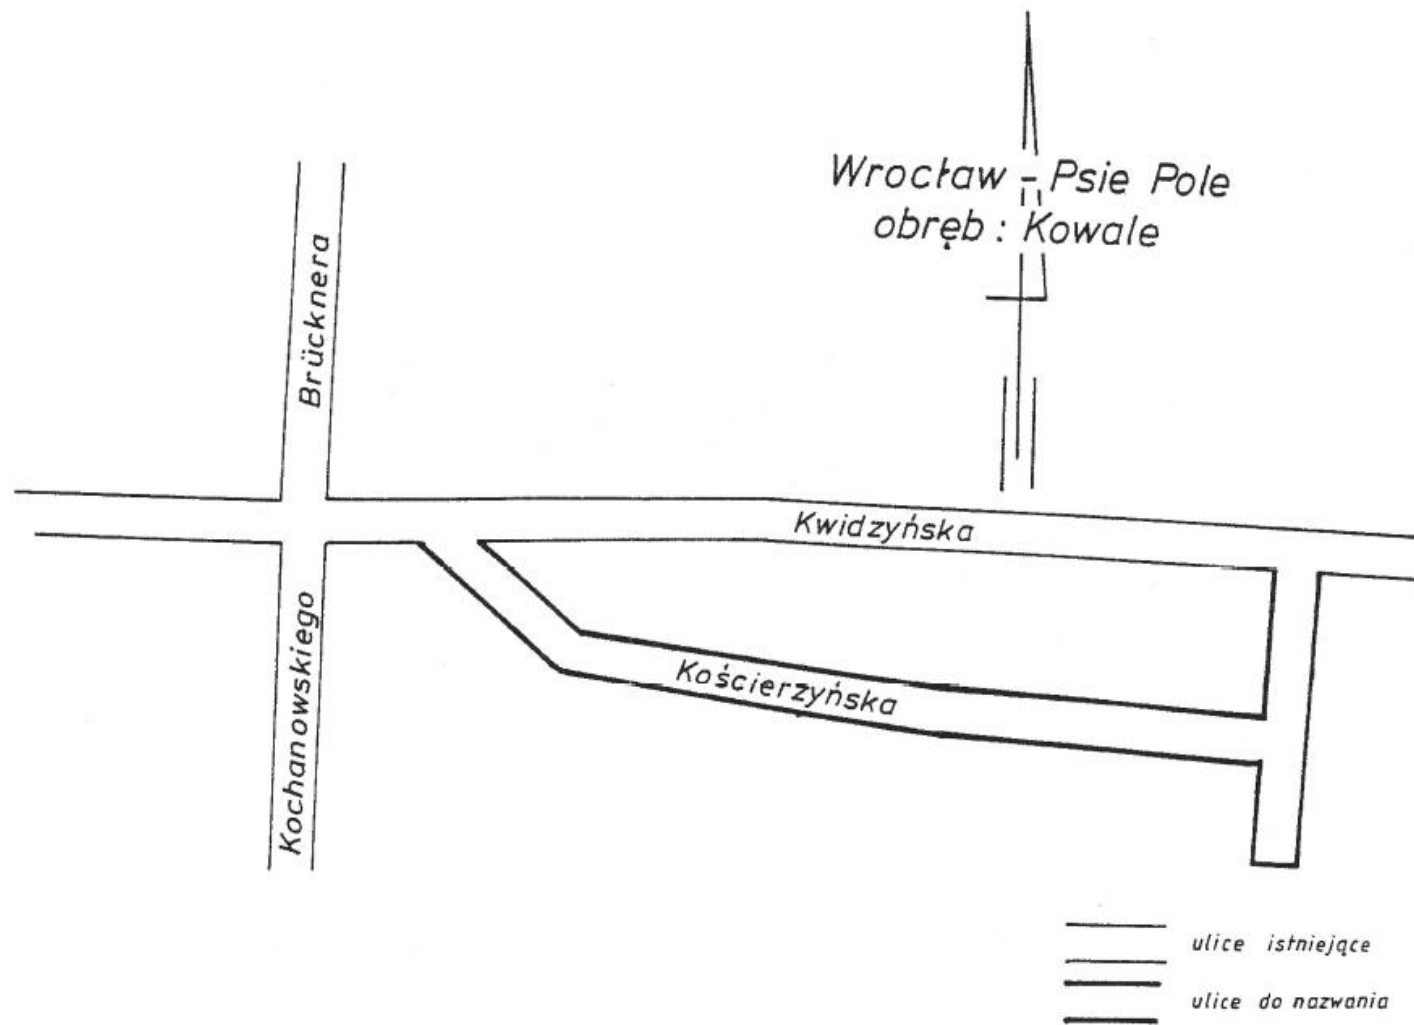 Wrocław - Psie Pole
obręb : Kowale
Brücknera
Kwidzyńska
Kochanowskiego
Kościerzyńska
ulice istniejące
ulice do nazwania